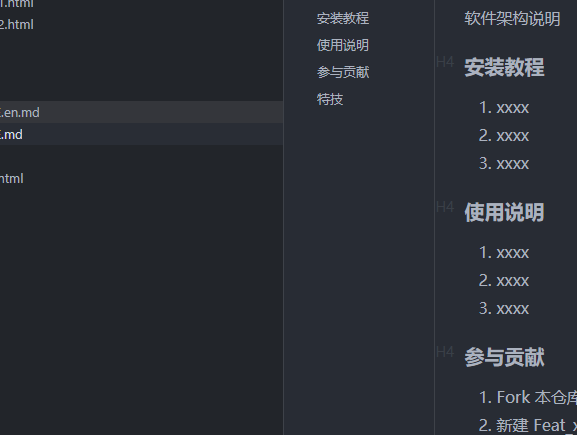 1.html
2.html
.en.md
.md
html
安装教程
使用说明
参与贡献
特技
软件架构说明
H4 安装教程
1. xxxx
2. xxxx
3. xxxx
H4 使用说明
1. xxxx
2. xxxx
3. xxxx
H4 参与贡献
1. Fork 本仓库
2. 新建 Feat_x